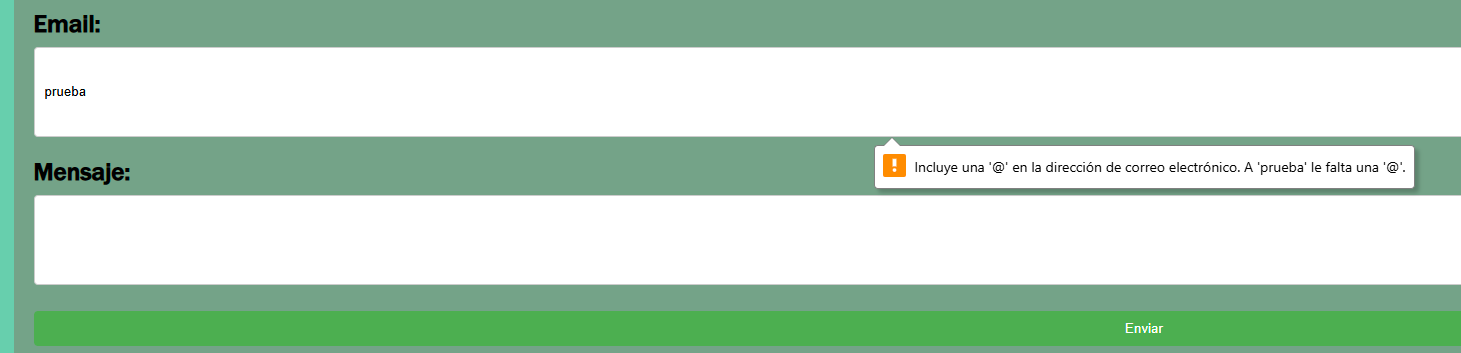 Email:
prueba
Incluye una '@' en la dirección de correo electrónico. A 'prueba' le falta una '@'.
Mensaje:
Enviar